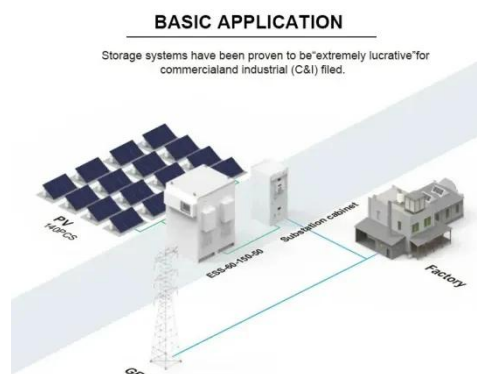 BASIC APPLICATION
Storage systems have been proven to be“extremely lucrative”for
commercialand industrial (C&I) filed.
PV
140PCS
ESS-60-150-50
Substation cabinet
Factory